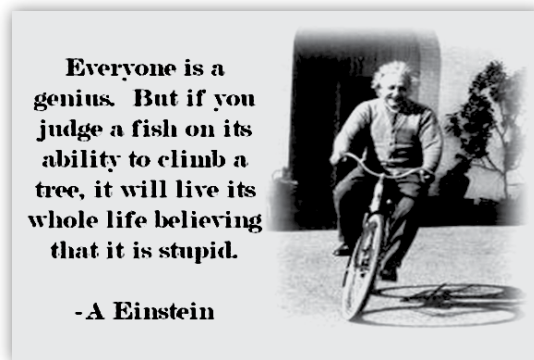 Everyone is a
genius. But if you
judge a fish on its
ability to climb a
tree, it will live its
whole life believing
that it is stupid.
-A Einstein